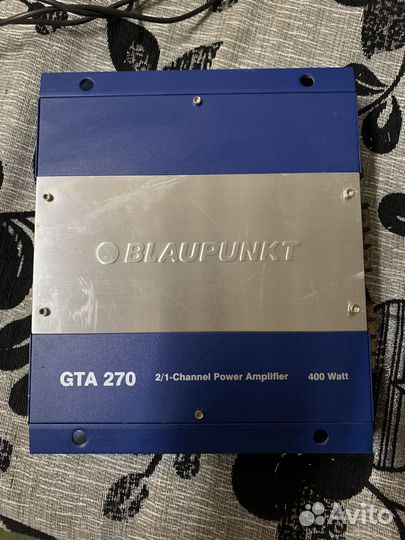 BLAUPUNKT
GTA 270 2/1-Channel Power Amplifier 400 Watt
Avito